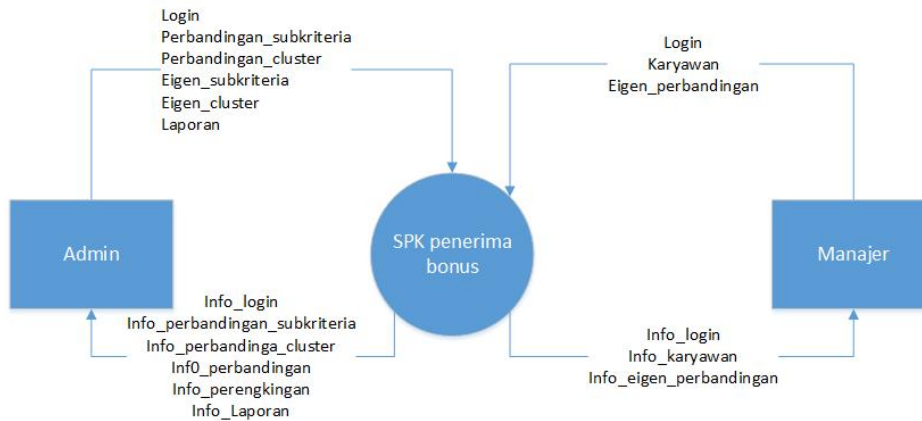 Login
Perbandingan_subkriteria
Perbandingan_cluster
Eigen_subkriteria
Eigen_cluster
Laporan
Login
Karyawan
Eigen_perbandingan
Admin
SPK penerima
bonus
Manajer
Info_login
Info_perbandingan_subkriteria
Info_perbandinga_cluster
Inf0_perbandingan
Info_perengkingan
Info_Laporan
Info_login
Info_karyawan
Info_eigen_perbandingan